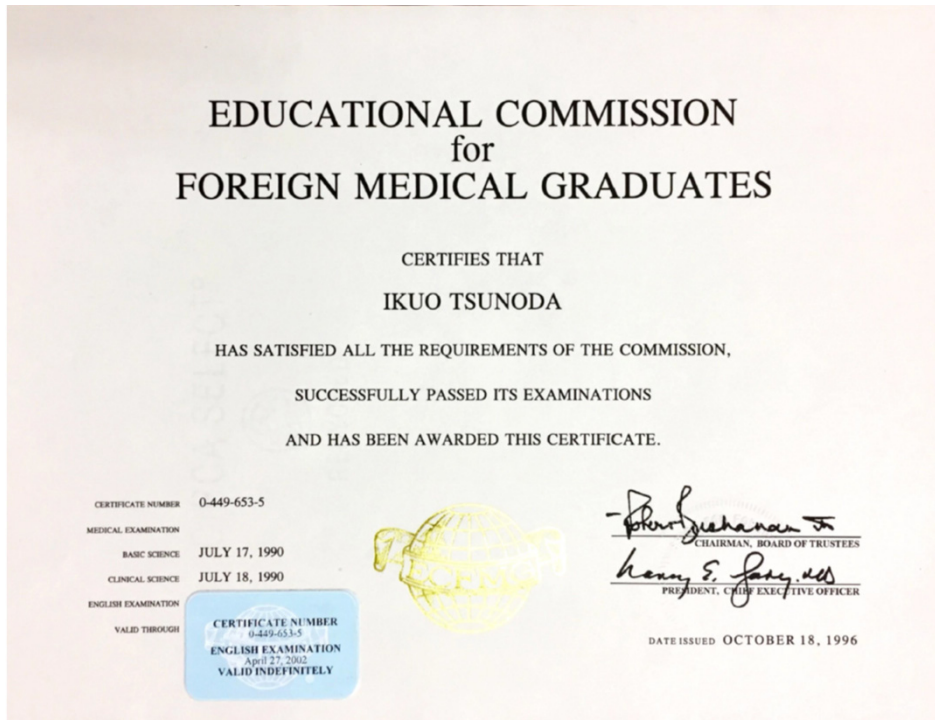 EDUCATIONAL COMMISSION
for
FOREIGN MEDICAL GRADUATES
CERTIFIES THAT
IKUO TSUNODA
HAS SATISFIED ALL THE REQUIREMENTS OF THE COMMISSION,
SUCCESSFULLY PASSED ITS EXAMINATIONS
AND HAS BEEN AWARDED THIS CERTIFICATE.
CERTIFICATE NUMBER 0-449-653-5
MEDICAL EXAMINATION
BASIC SCIENCE JULY 17, 1990
CLINICAL SCIENCE JULY 18, 1990
ENGLISH EXAMINATION
VALID THROUGH
CERTIFICATE NUMBER
0-449-653-5
ENGLISH EXAMINATION
April 27, 2002
VALID INDEFINITELY
ECFMG
CHAIRMAN, BOARD OF TRUSTEES
Nancy E. Gary, MD
PRESIDENT, CHIEF EXECUTIVE OFFICER
DATE ISSUED OCTOBER 18, 1996